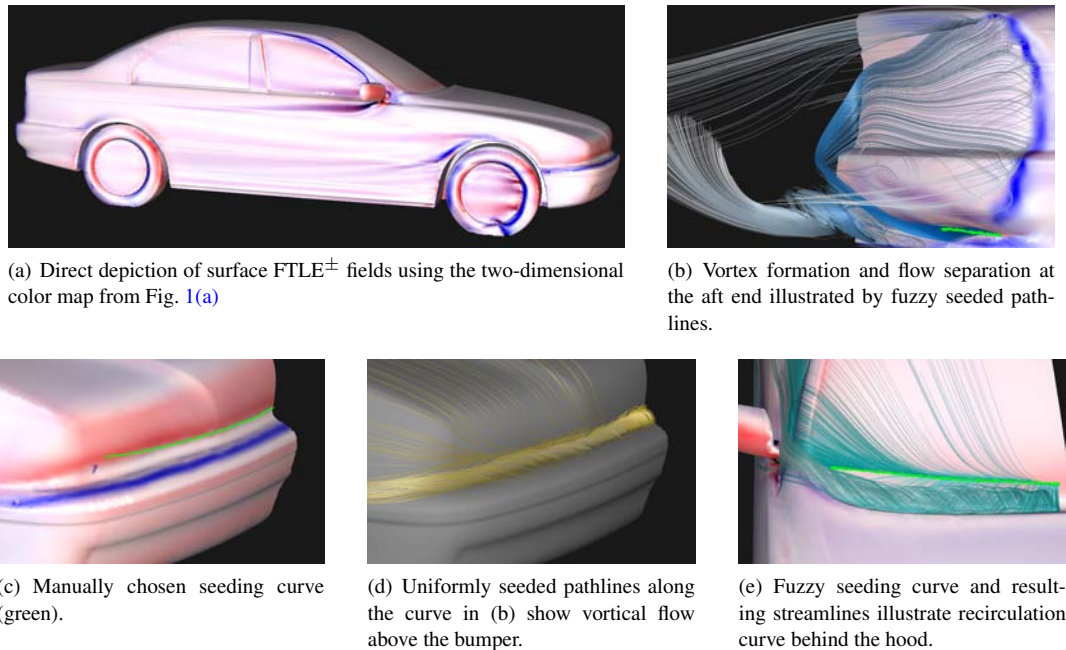 (a) Direct depiction of surface FTLE± fields using the two-dimensional
color map from Fig. 1(a)
(b) Vortex formation and flow separation at
the aft end illustrated by fuzzy seeded path-
lines.
(c) Manually chosen seeding curve
(green).
(d) Uniformly seeded pathlines along
the curve in (b) show vortical flow
above the bumper.
(e) Fuzzy seeding curve and result-
ing streamlines illustrate recirculation
curve behind the hood.